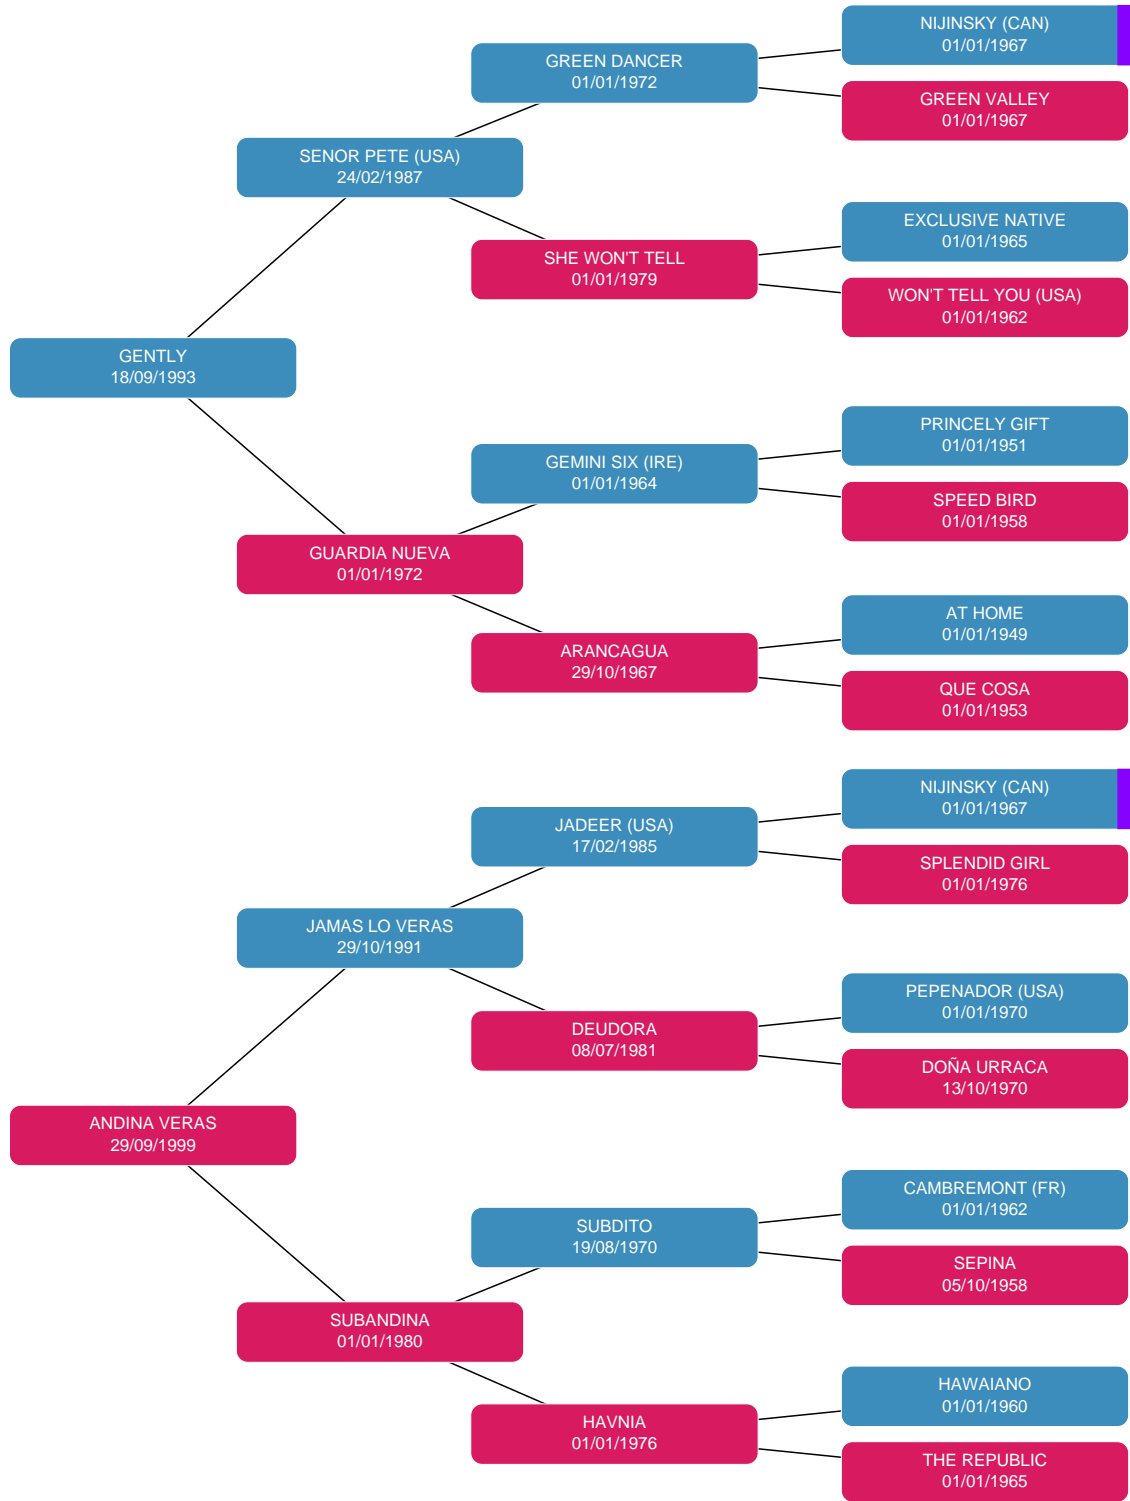 NIJINSKY (CAN)
01/01/1967
GREEN DANCER
01/01/1972
GREEN VALLEY
01/01/1967
SENOR PETE (USA)
24/02/1987
EXCLUSIVE NATIVE
01/01/1965
SHE WON'T TELL
01/01/1979
WON'T TELL YOU (USA)
01/01/1962
GENTLY
18/09/1993
PRINCELY GIFT
01/01/1951
GEMINI SIX (IRE)
01/01/1964
SPEED BIRD
01/01/1958
GUARDIA NUEVA
01/01/1972
AT HOME
01/01/1949
ARANCAGUA
29/10/1967
QUE COSA
01/01/1953
NIJINSKY (CAN)
01/01/1967
JADEER (USA)
17/02/1985
SPLENDID GIRL
01/01/1976
JAMAS LO VERAS
29/10/1991
PEPENADOR (USA)
01/01/1970
DEUDORA
08/07/1981
DOÑA URRACA
13/10/1970
ANDINA VERAS
29/09/1999
CAMBREMONT (FR)
01/01/1962
SUBDITO
19/08/1970
SEPINA
05/10/1958
SUBANDINA
01/01/1980
HAWAIANO
01/01/1960
HAVNIA
01/01/1976
THE REPUBLIC
01/01/1965